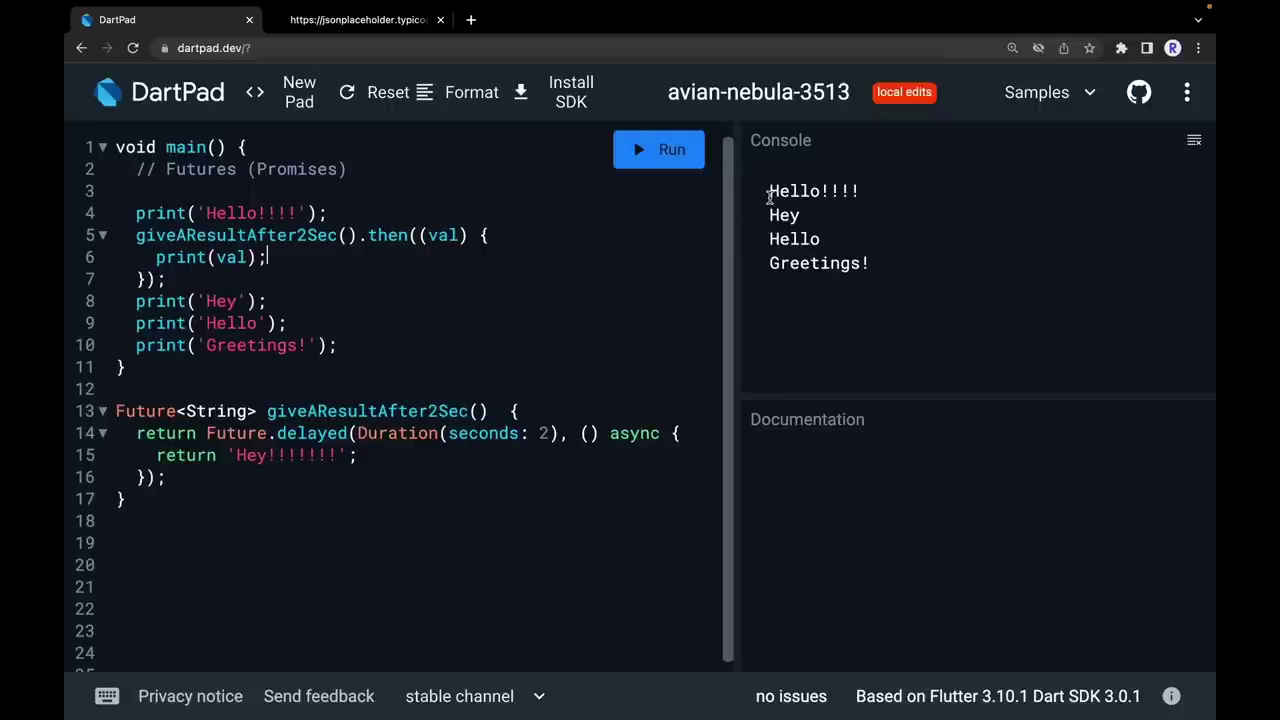 DartPad
https://jsonplaceholder.typico
dartpad.dev/?
R
DartPad
New Pad
Reset
Format
Install SDK
avian-nebula-3513
local edits
Samples
1 void main() {
2 // Futures (Promises)
3
4 print('Hello!!!!');
5 giveAResultAfter2Sec().then((val) {
6 print(val);
7 });
8 print('Hey');
9 print('Hello');
10 print('Greetings!');
11 }
12
13 Future<String> giveAResultAfter2Sec()  {
14 return Future.delayed(Duration(seconds: 2), () async {
15 return 'Hey!!!!!!!';
16 });
17 }
18
19
20
21
22
23
24
Run
Console
Hello!!!!
Hey
Hello
Greetings!
Documentation
Privacy notice
Send feedback
stable channel
no issues
Based on Flutter 3.10.1 Dart SDK 3.0.1